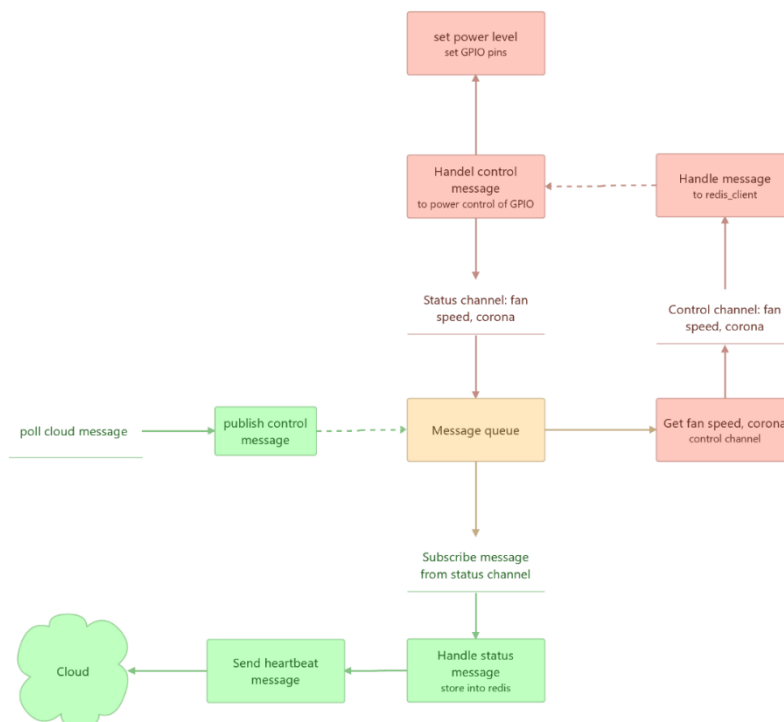 set power level
set GPIO pins
Handel control
message
to power control of GPIO
Handle message
to redis_client
Status channel: fan
speed, corona
Control channel: fan
speed, corona
poll cloud message
publish control
message
Message queue
Get fan speed, corona
control channel
Subscribe message
from status channel
Cloud
Send heartbeat
message
Handle status
message
store into redis